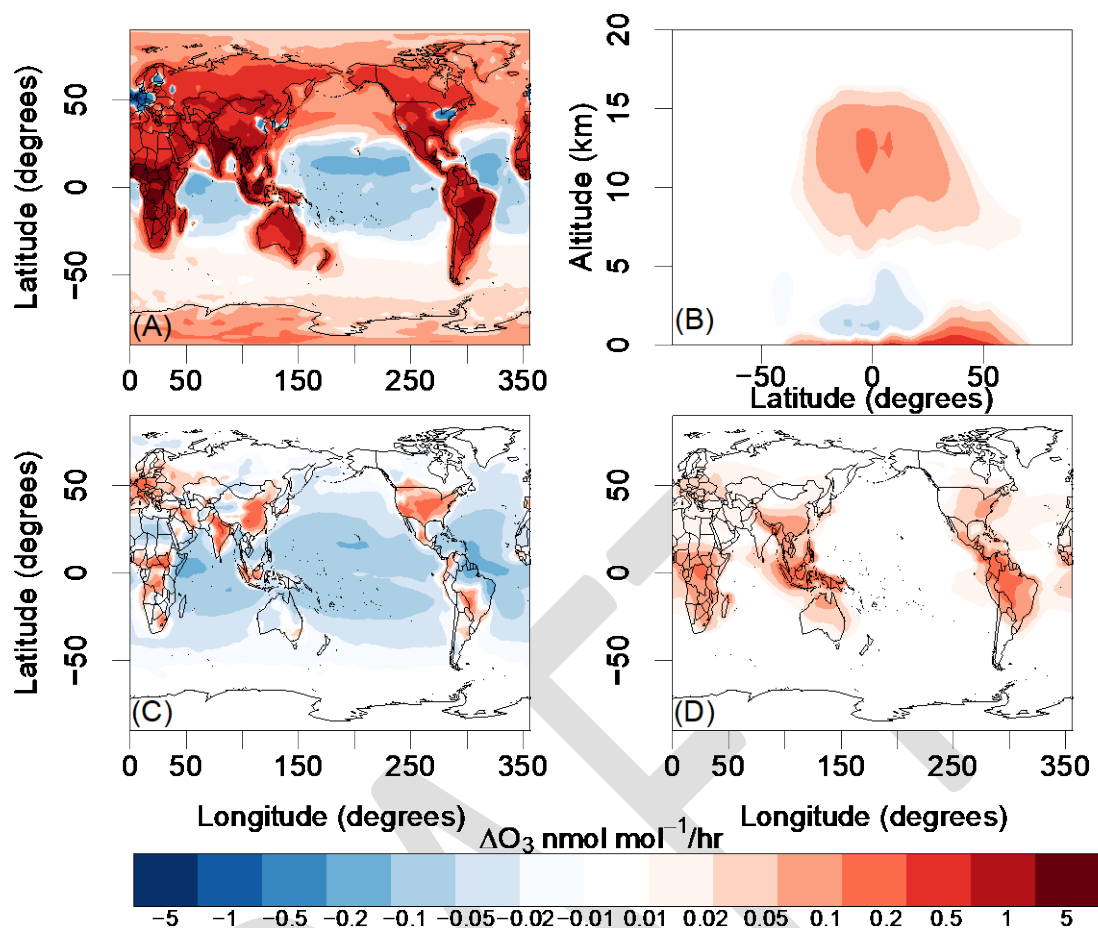 Latitude (degrees)
50
0
−50
(A)
0 50 150 250 350
Altitude (km)
20
15
10
5
0
(B)
−50 0 50
Latitude (degrees)
Latitude (degrees)
50
0
−50
(C)
0 50 150 250 350
Longitude (degrees)
50
0
−50
(D)
0 50 150 250 350
Longitude (degrees)
ΔO₃ nmol mol⁻¹/hr
−5 −1 −0.5 −0.2 −0.1 −0.05 −0.02 −0.01 0.01 0.02 0.05 0.1 0.2 0.5 1 5